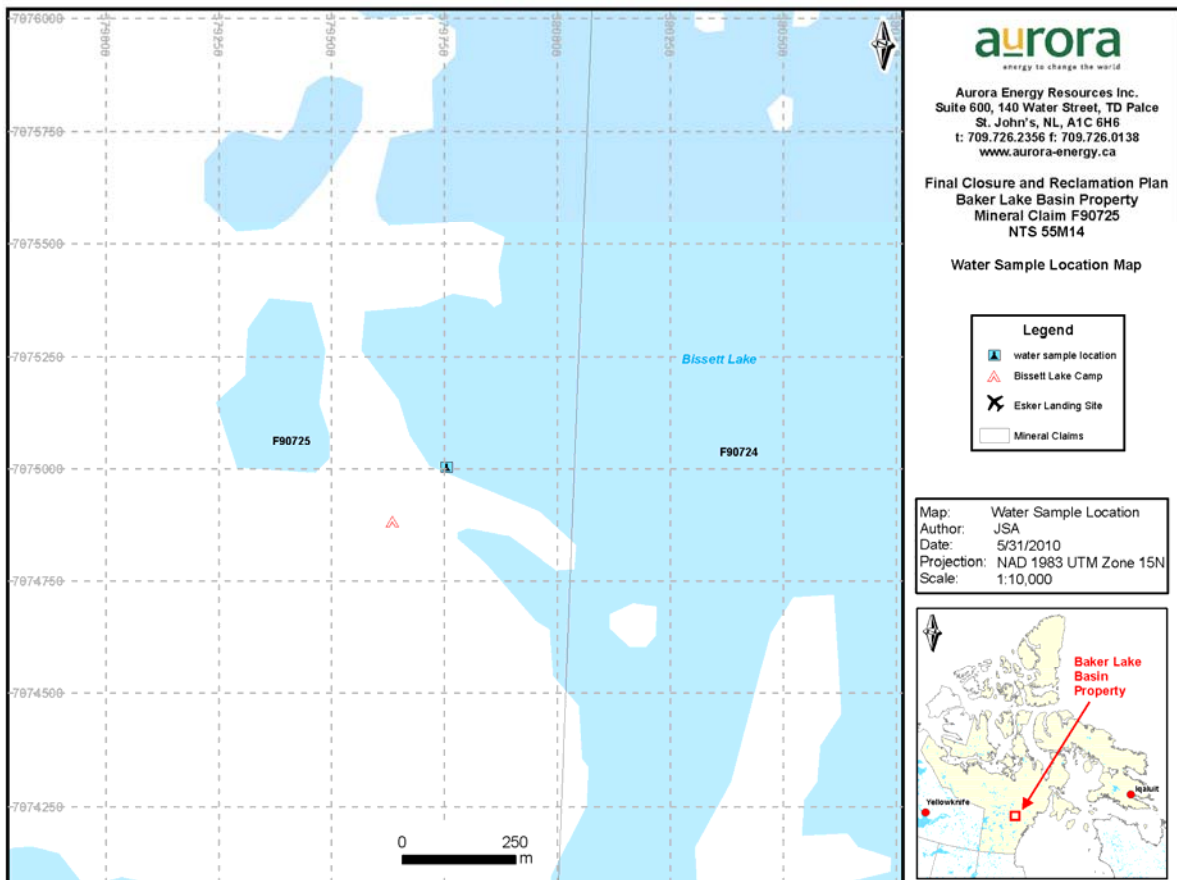 579000
579250
579500
579750
580000
580250
580500
7076000
7075750
7075500
7075250
7075000
7074750
7074500
7074250
Bissett Lake
F90725
F90724
0
250
m
aurora
energy to change the world
Aurora Energy Resources Inc.
Suite 600, 140 Water Street, TD Palce
St. John's, NL, A1C 6H6
t: 709.726.2356 f: 709.726.0138
www.aurora-energy.ca
Final Closure and Reclamation Plan
Baker Lake Basin Property
Mineral Claim F90725
NTS 55M14
Water Sample Location Map
Legend
water sample location
Bissett Lake Camp
Esker Landing Site
Mineral Claims
Map: Water Sample Location
Author: JSA
Date: 5/31/2010
Projection: NAD 1983 UTM Zone 15N
Scale: 1:10,000
Baker Lake
Basin
Property
Yellowknife
Iqaluit